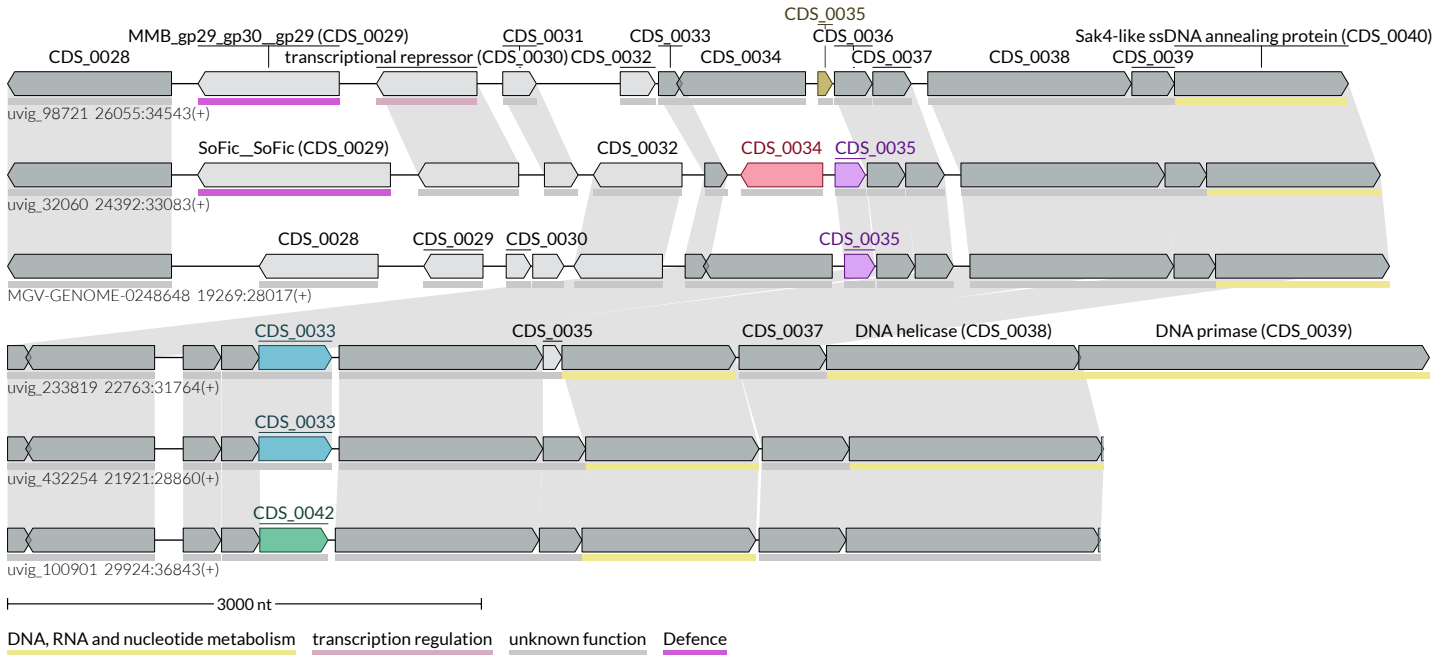 CDS_0035
MMB_gp29_gp30__gp29 (CDS_0029) CDS_0031 CDS_0033 CDS_0036 Sak4-like ssDNA annealing protein (CDS_0040)
CDS_0028 transcriptional repressor (CDS_0030) CDS_0032 CDS_0034 CDS_0037 CDS_0038 CDS_0039
uvig_98721 26055:34543(+)
SoFic__SoFic (CDS_0029) CDS_0032 CDS_0034 CDS_0035
uvig_32060 24392:33083(+)
CDS_0028 CDS_0029 CDS_0030 CDS_0035
MGV-GENOME-0248648 19269:28017(+)
CDS_0033 CDS_0035 CDS_0037 DNA helicase (CDS_0038) DNA primase (CDS_0039)
uvig_233819 22763:31764(+)
CDS_0033
uvig_432254 21921:28860(+)
CDS_0042
uvig_100901 29924:36843(+)
3000 nt
DNA, RNA and nucleotide metabolism transcription regulation unknown function Defence